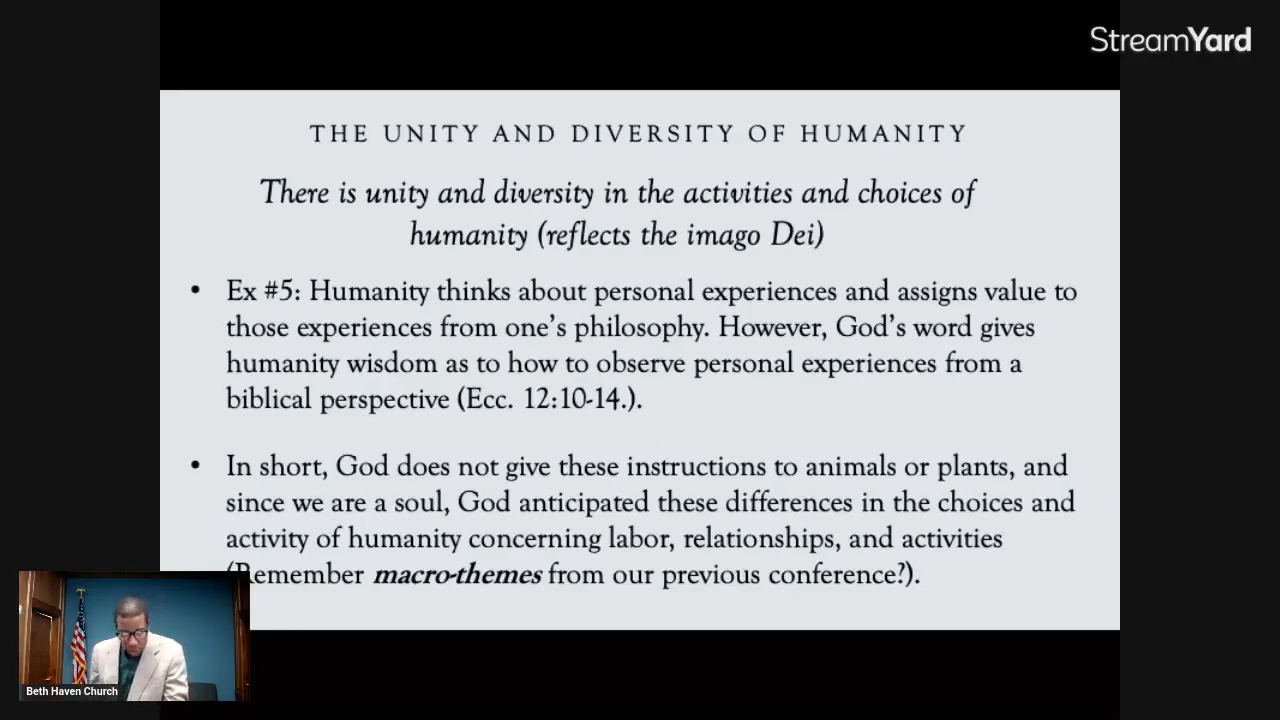 StreamYard
THE UNITY AND DIVERSITY OF HUMANITY
There is unity and diversity in the activities and choices of
humanity (reflects the imago Dei)
• Ex #5: Humanity thinks about personal experiences and assigns value to
those experiences from one's philosophy. However, God's word gives
humanity wisdom as to how to observe personal experiences from a
biblical perspective (Ecc. 12:10-14.).
• In short, God does not give these instructions to animals or plants, and
since we are a soul, God anticipated these differences in the choices and
activity of humanity concerning labor, relationships, and activities
(Remember macro-themes from our previous conference?).
Beth Haven Church